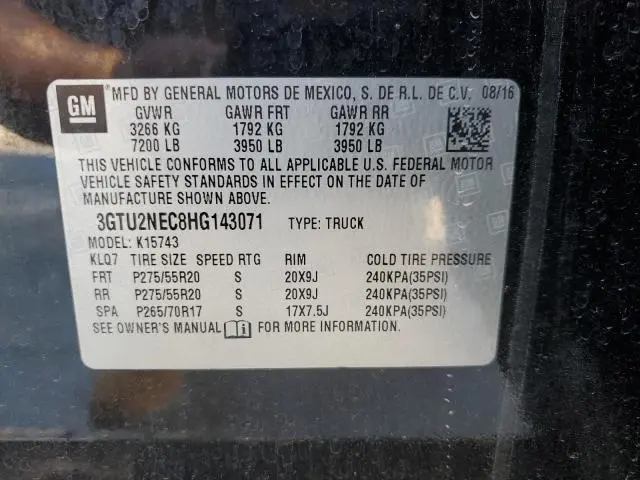 GM ®MFD BY GENERAL MOTORS DE MEXICO, S. DE R.L. DE C.V. 08/16
GVWR GAWR FRT GAWR RR
3266 KG 1792 KG 1792 KG
7200 LB 3950 LB 3950 LB
THIS VEHICLE CONFORMS TO ALL APPLICABLE U.S. FEDERAL MOTOR
VEHICLE SAFETY STANDARDS IN EFFECT ON THE DATE OF
MANUFACTURE SHOWN ABOVE.
3GTU2NEC8HG143071 TYPE: TRUCK
MODEL: K15743
KLQ7 TIRE SIZE SPEED RTG RIM COLD TIRE PRESSURE
FRT P275/55R20 S 20X9J 240KPA(35PSI)
RR P275/55R20 S 20X9J 240KPA(35PSI)
SPA P265/70R17 S 17X7.5J 240KPA(35PSI)
SEE OWNER'S MANUAL i FOR MORE INFORMATION.